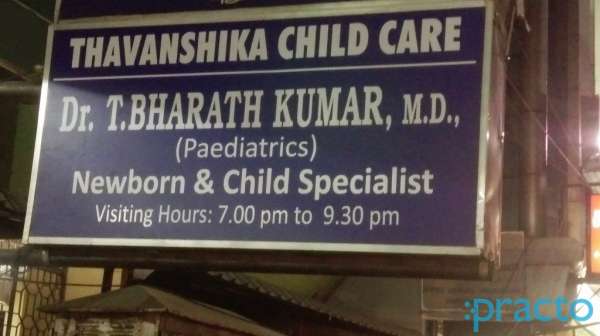 THAVANSHIKA CHILD CARE
Dr. T.BHARATH KUMAR, M.D.,
(Paediatrics)
Newborn & Child Specialist
Visiting Hours: 7.00 pm to 9.30 pm
:practo